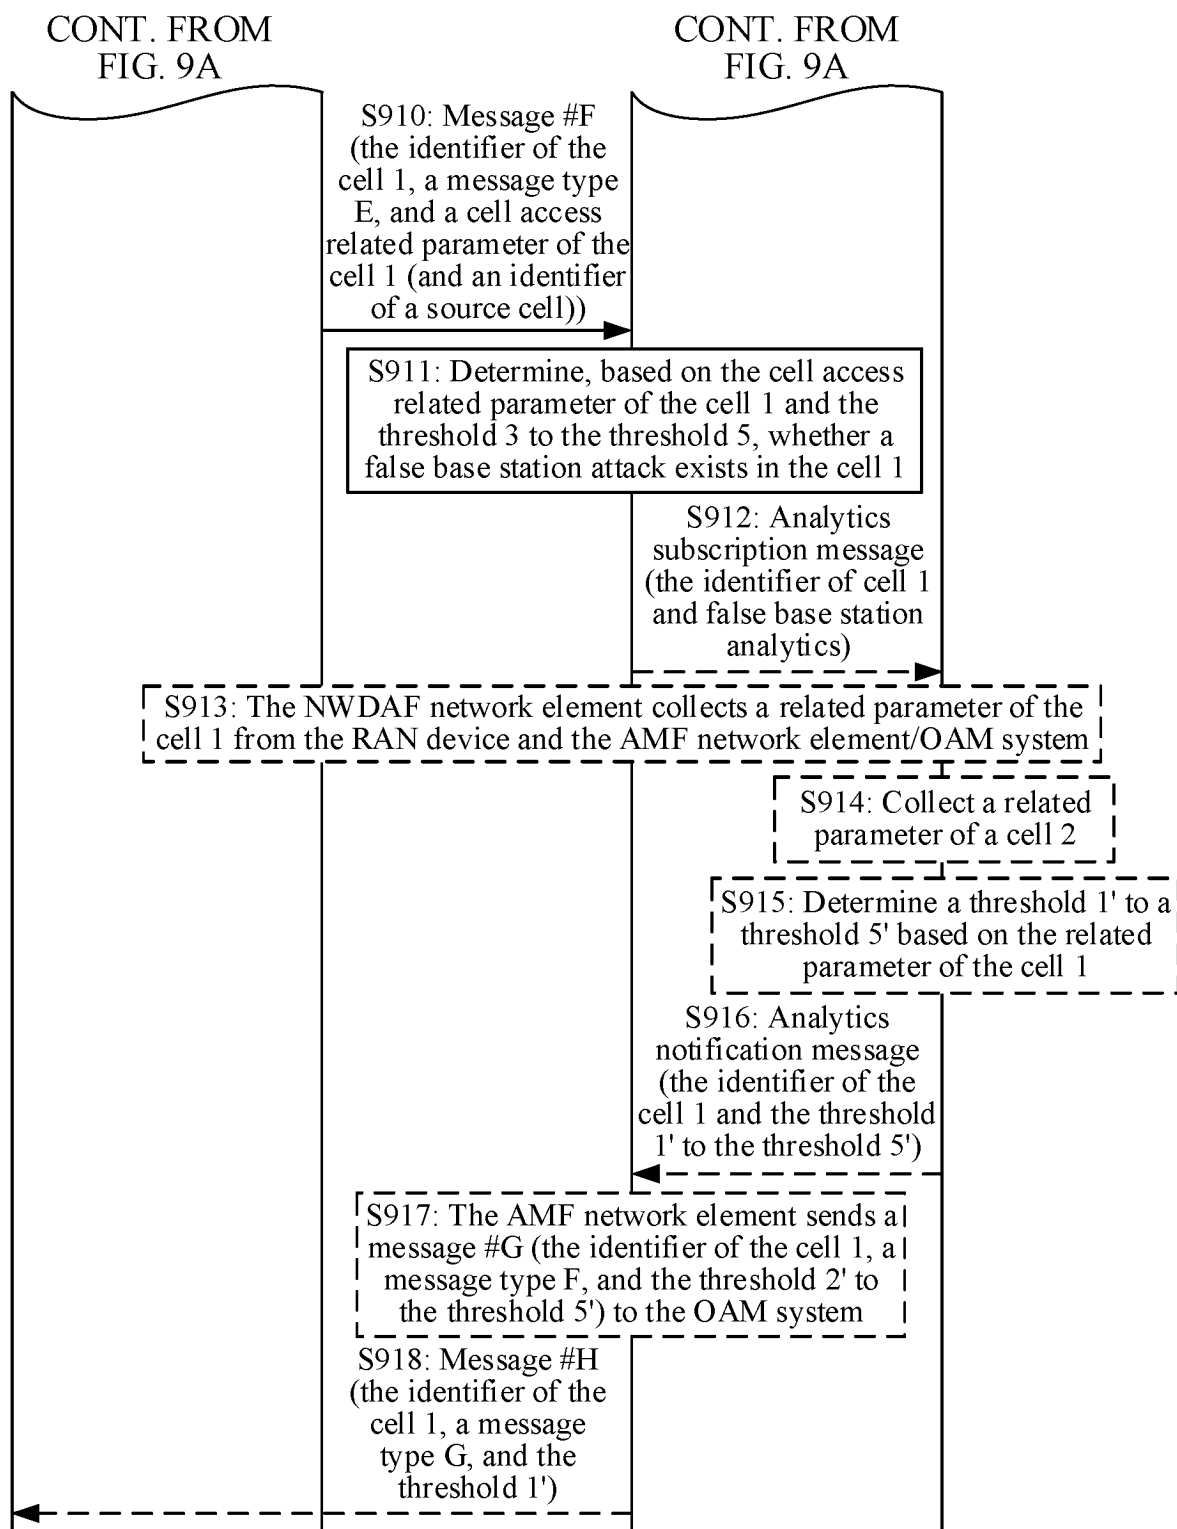 CONT. FROM
FIG. 9A
CONT. FROM
FIG. 9A
S910: Message #F
(the identifier of the
cell 1, a message type
E, and a cell access
related parameter of the
cell 1 (and an identifier
of a source cell))
S911: Determine, based on the cell access
related parameter of the cell 1 and the
threshold 3 to the threshold 5, whether a
false base station attack exists in the cell 1
S912: Analytics
subscription message
(the identifier of cell 1
and false base station
analytics)
S913: The NWDAF network element collects a related parameter of the
cell 1 from the RAN device and the AMF network element/OAM system
S914: Collect a related
parameter of a cell 2
S915: Determine a threshold 1' to a
threshold 5' based on the related
parameter of the cell 1
S916: Analytics
notification message
(the identifier of the
cell 1 and the threshold
1' to the threshold 5')
S917: The AMF network element sends a
message #G (the identifier of the cell 1, a
message type F, and the threshold 2' to
the threshold 5') to the OAM system
S918: Message #H
(the identifier of the
cell 1, a message
type G, and the
threshold 1')